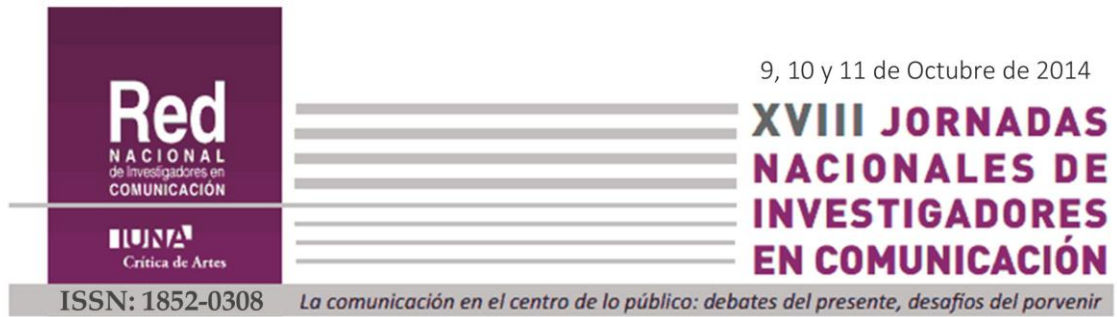 Red
NACIONAL
de Investigadores en
COMUNICACIÓN
IUNA
Crítica de Artes
9, 10 y 11 de Octubre de 2014
XVIII JORNADAS
NACIONALES DE
INVESTIGADORES
EN COMUNICACIÓN
ISSN: 1852-0308
La comunicación en el centro de lo público: debates del presente, desafíos del porvenir